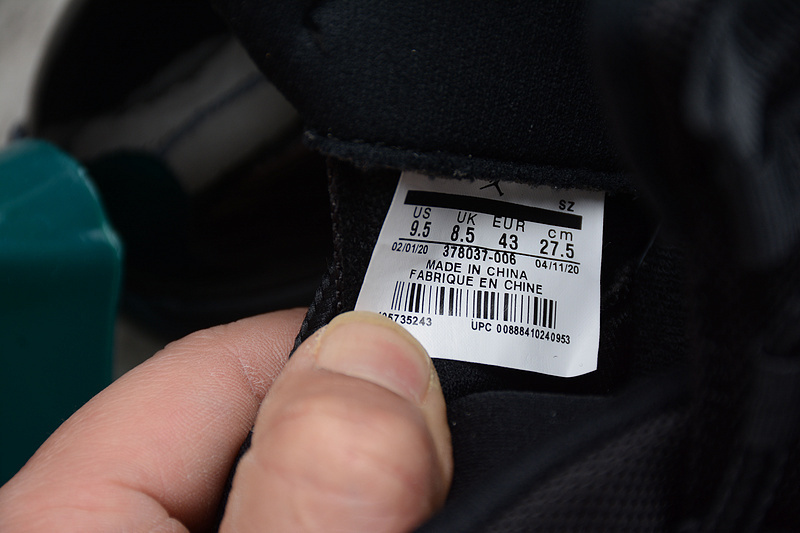 SZ
US UK EUR cm
9.5 8.5 43 27.5
02/01/20 378037-006 04/11/20
MADE IN CHINA
FABRIQUE EN CHINE
5735243 UPC 00888410240953